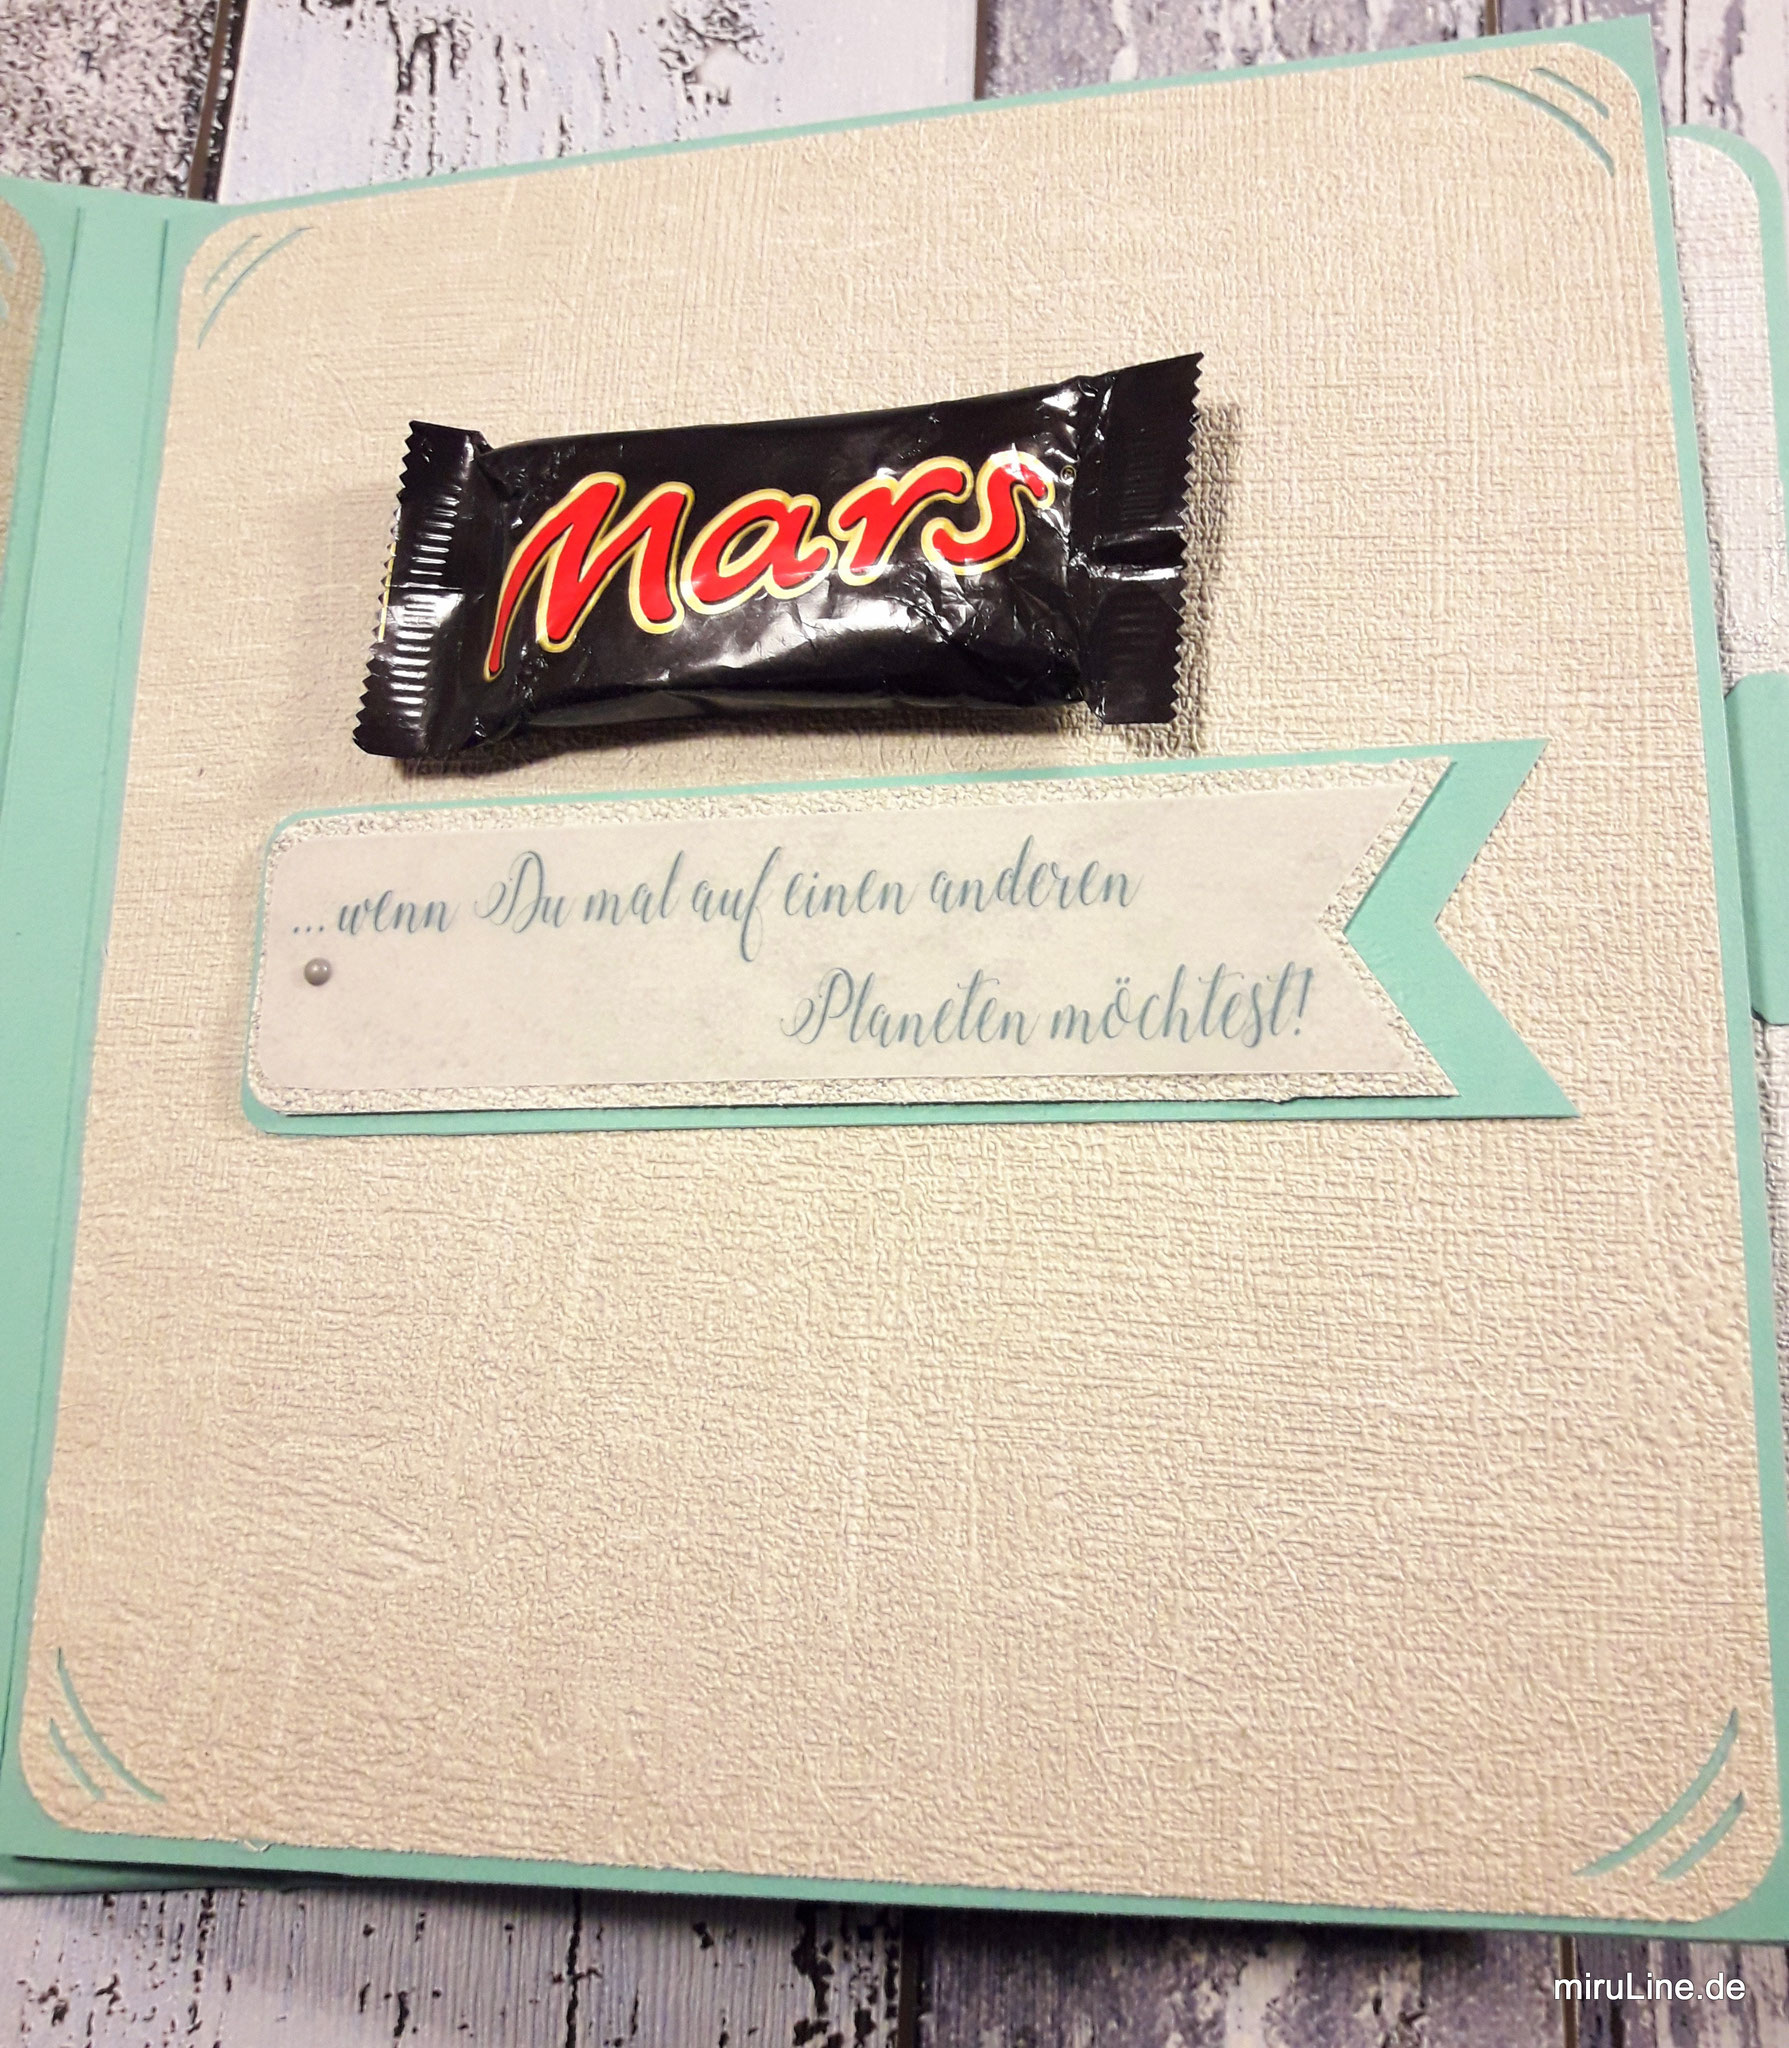 Mars
...wenn Du mal auf einen anderen
Planeten möchtest!
miruLine.de